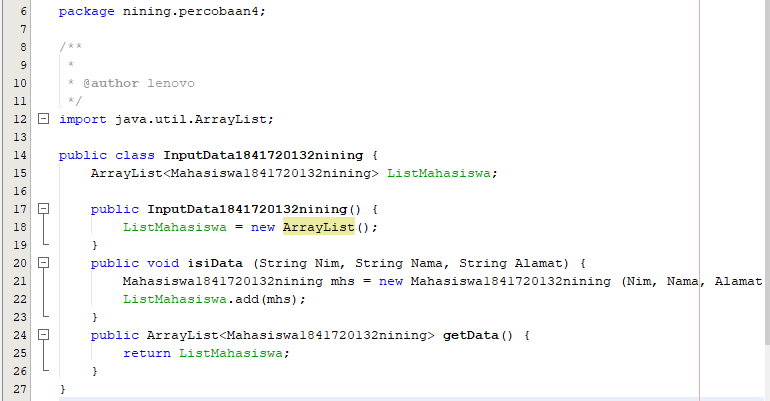 6 package nining.percobaan4;
7
8 /**
9 *
10 * @author lenovo
11 */
12 import java.util.ArrayList;
13
14 public class InputData1841720132nining {
15 ArrayList<Mahasiswa1841720132nining> ListMahasiswa;
16
17 public InputData1841720132nining() {
18 ListMahasiswa = new ArrayList();
19 }
20 public void isiData (String Nim, String Nama, String Alamat) {
21 Mahasiswa1841720132nining mhs = new Mahasiswa1841720132nining (Nim, Nama, Alamat
22 ListMahasiswa.add(mhs);
23 }
24 public ArrayList<Mahasiswa1841720132nining> getData() {
25 return ListMahasiswa;
26 }
27 }